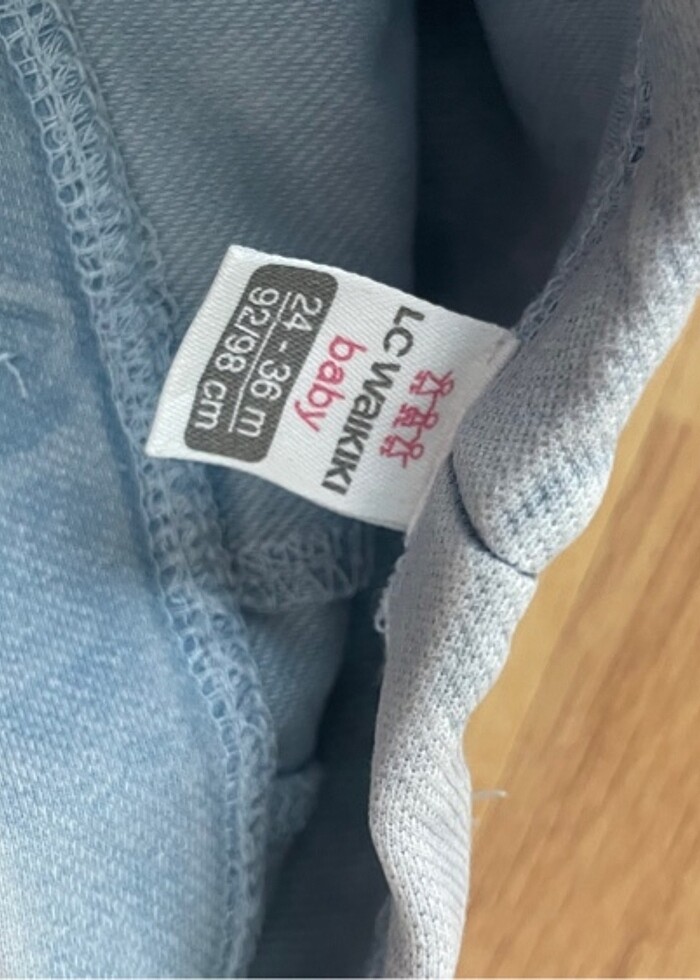 LC WAIKIKI
baby
24 - 36 m
92/98 cm